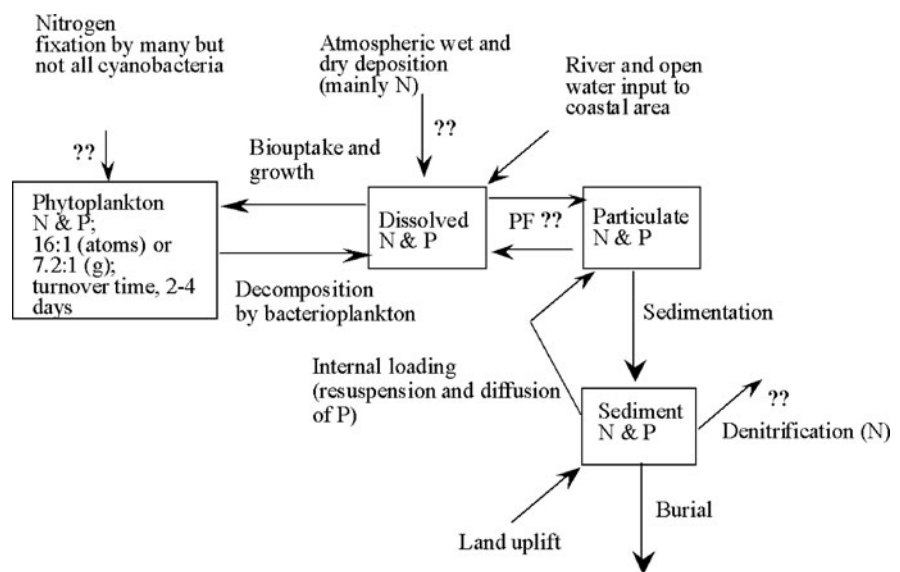 Nitrogen
fixation by many but
not all cyanobacteria
Atmospheric wet and
dry deposition
(mainly N)
River and open
water input to
coastal area
??
??
Biouptake and
growth
Phytoplankton
N & P;
16:1 (atoms) or
7.2:1 (g);
turnover time, 2-4
days
Dissolved
N & P
PF ??
Particulate
N & P
Decomposition
by bacterioplankton
Sedimentation
Internal loading
(resuspension and diffusion
of P)
Sediment
N & P
??
Denitrification (N)
Burial
Land uplift